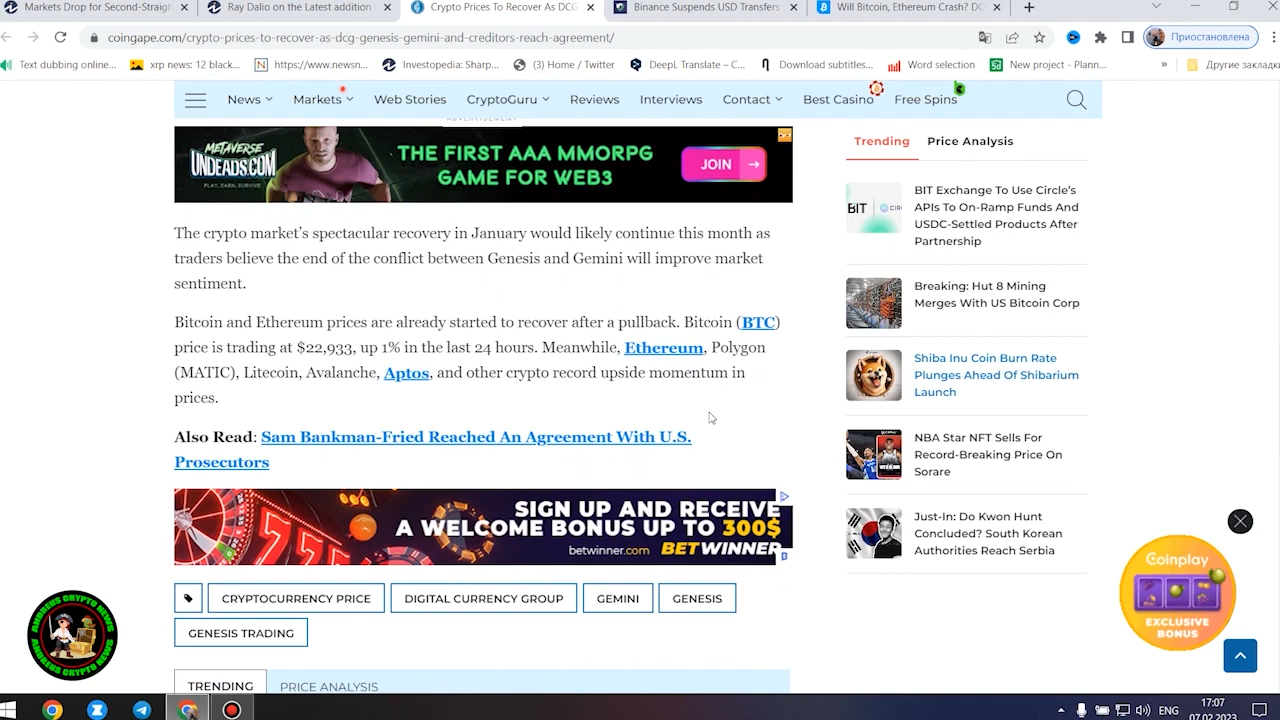 Markets Drop for Second-Straigh
Ray Dalio on the Latest addition
Crypto Prices To Recover As DCG,
Binance Suspends USD Transfers
Will Bitcoin, Ethereum Crash? DC
coingape.com/crypto-prices-to-recover-as-dcg-genesis-gemini-and-creditors-reach-agreement/
Приостановлена
Text dubbing online...
xrp news: 12 black...
https://www.newsn...
Investopedia: Sharp...
(3) Home / Twitter
DeepL Translate – C...
Download subtitles...
Word selection
New project - Plann...
»
Другие закладки
News
Markets
Web Stories
CryptoGuru
Reviews
Interviews
Contact
Best Casino
Free Spins
ADVERTISEMENT
METAVERSE
UNDEADS.COM
PLAY. EARN. SURVIVE.
THE FIRST AAA MMORPG
GAME FOR WEB3
JOIN →
The crypto market’s spectacular recovery in January would likely continue this month as
traders believe the end of the conflict between Genesis and Gemini will improve market
sentiment.
Bitcoin and Ethereum prices are already started to recover after a pullback. Bitcoin (BTC)
price is trading at $22,933, up 1% in the last 24 hours. Meanwhile, Ethereum, Polygon
(MATIC), Litecoin, Avalanche, Aptos, and other crypto record upside momentum in
prices.
Also Read: Sam Bankman-Fried Reached An Agreement With U.S.
Prosecutors
SIGN UP AND RECEIVE
A WELCOME BONUS UP TO 300$
betwinner.com BETWINNER
CRYPTOCURRENCY PRICE
DIGITAL CURRENCY GROUP
GEMINI
GENESIS
GENESIS TRADING
TRENDING
PRICE ANALYSIS
Trending
Price Analysis
BIT
BIT Exchange To Use Circle’s
APIs To On-Ramp Funds And
USDC-Settled Products After
Partnership
Breaking: Hut 8 Mining
Merges With US Bitcoin Corp
Shiba Inu Coin Burn Rate
Plunges Ahead Of Shibarium
Launch
NBA Star NFT Sells For
Record-Breaking Price On
Sorare
Just-In: Do Kwon Hunt
Concluded? South Korean
Authorities Reach Serbia
Coinplay
EXCLUSIVE
BONUS
ANDREUS CRYPTO NEWS
ANDREUS CRYPTO NEWS
ENG
17:07
07.02.2023